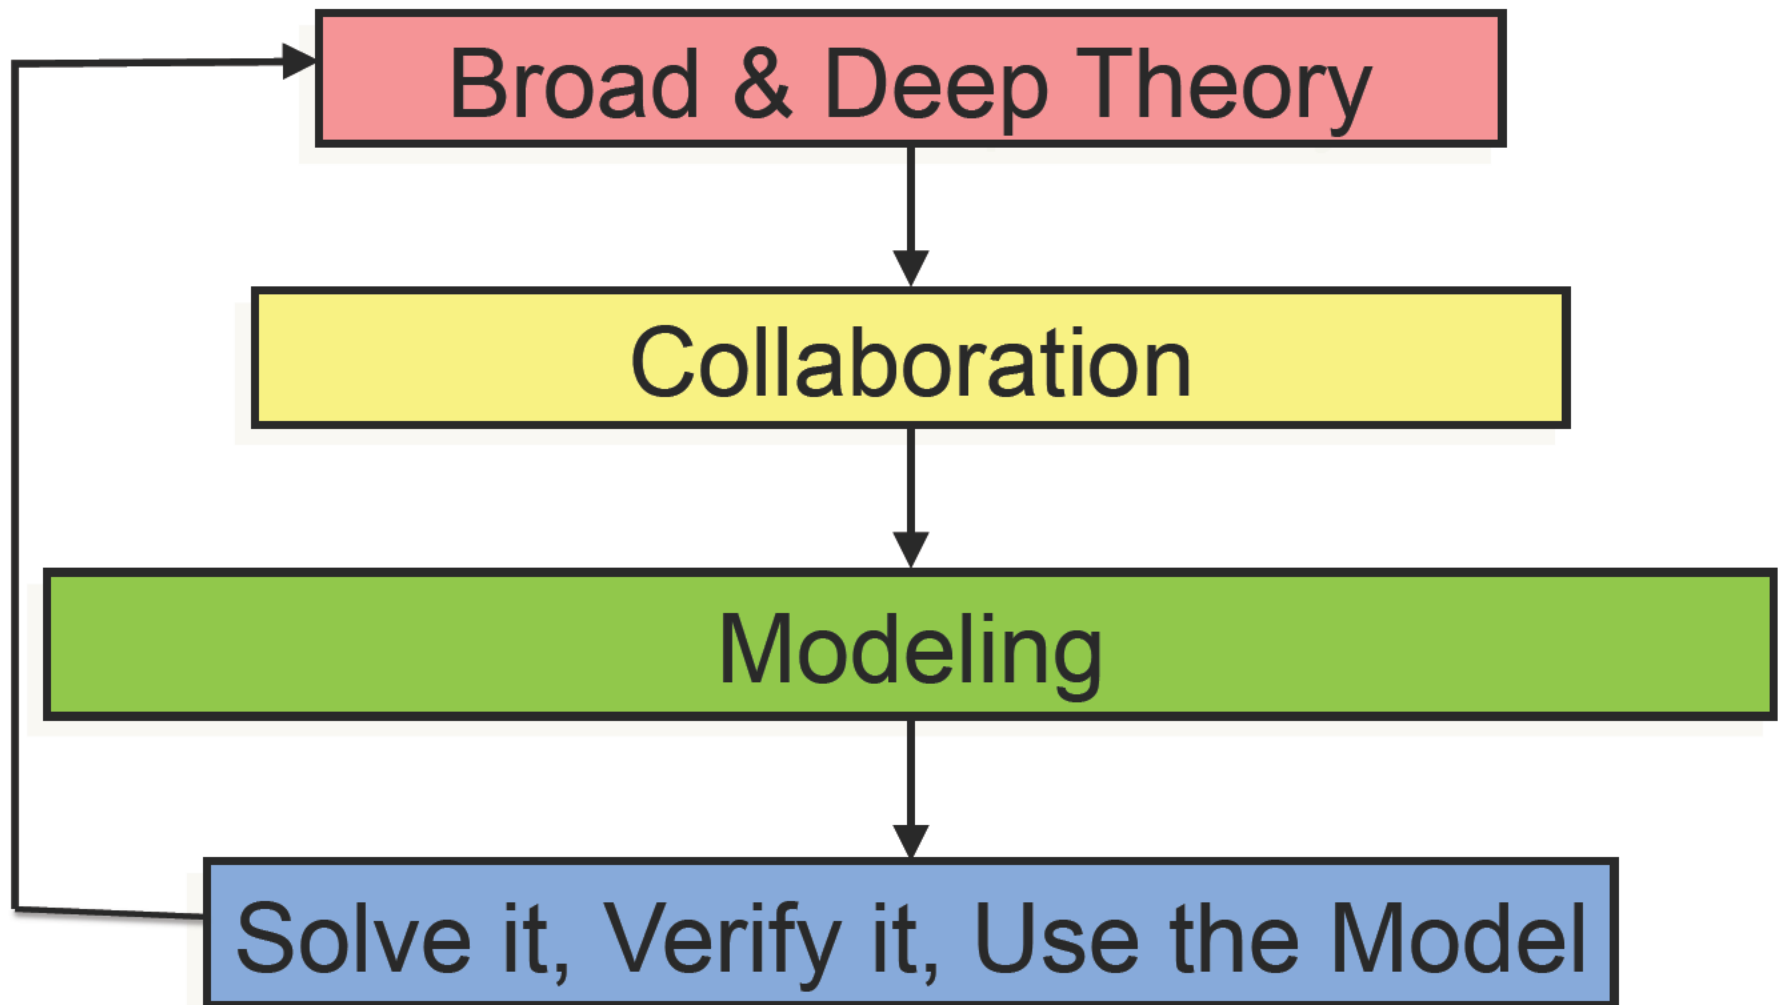 Broad & Deep Theory
Collaboration
Modeling
Solve it, Verify it, Use the Model